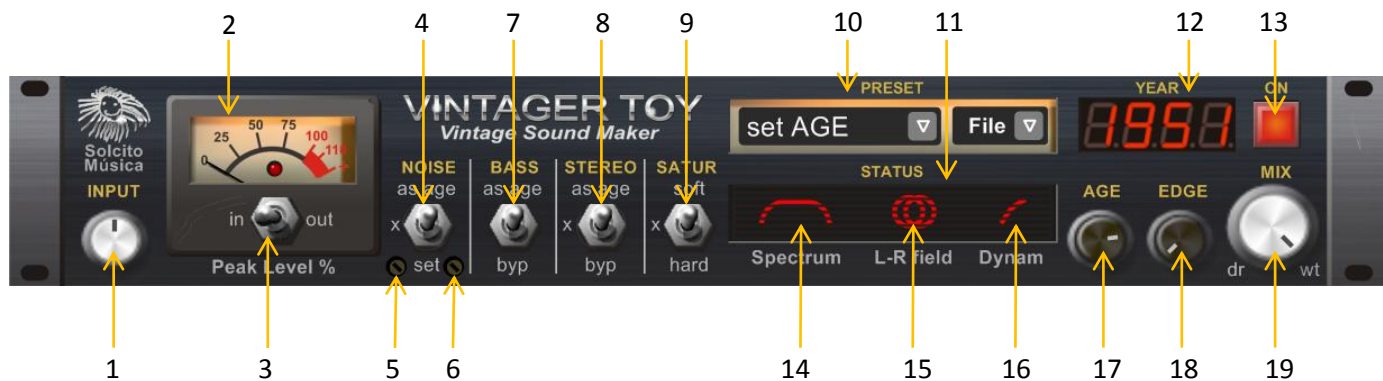 2 4 7 8 9 10 11 12 13
VINTAGER TOY
Vintage Sound Maker
Solcito
Música
INPUT
0 25 50 75 100 110 +
in out
Peak Level %
NOISE
as age
x
set
BASS
as age
byp
STEREO
as age
x
byp
SATUR
soft
x
hard
PRESET
set AGE File
STATUS
Spectrum L-R field Dynam
YEAR
1951
ON
AGE EDGE
MIX
dr wt
1 3 5 6 14 15 16 17 18 19